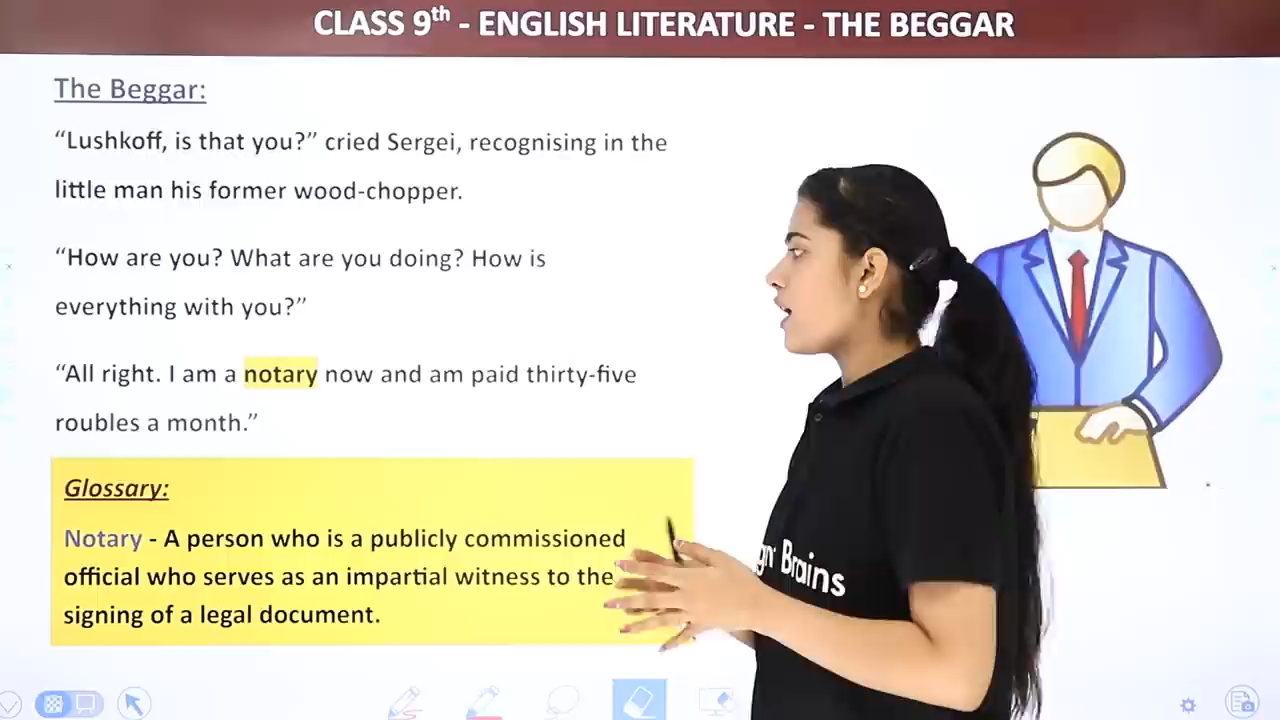 CLASS 9th - ENGLISH LITERATURE - THE BEGGAR
The Beggar:
“Lushkoff, is that you?” cried Sergei, recognising in the
little man his former wood-chopper.
“How are you? What are you doing? How is
everything with you?”
“All right. I am a notary now and am paid thirty-five
roubles a month.”
Glossary:
Notary - A person who is a publicly commissioned
official who serves as an impartial witness to the
signing of a legal document.
Brains